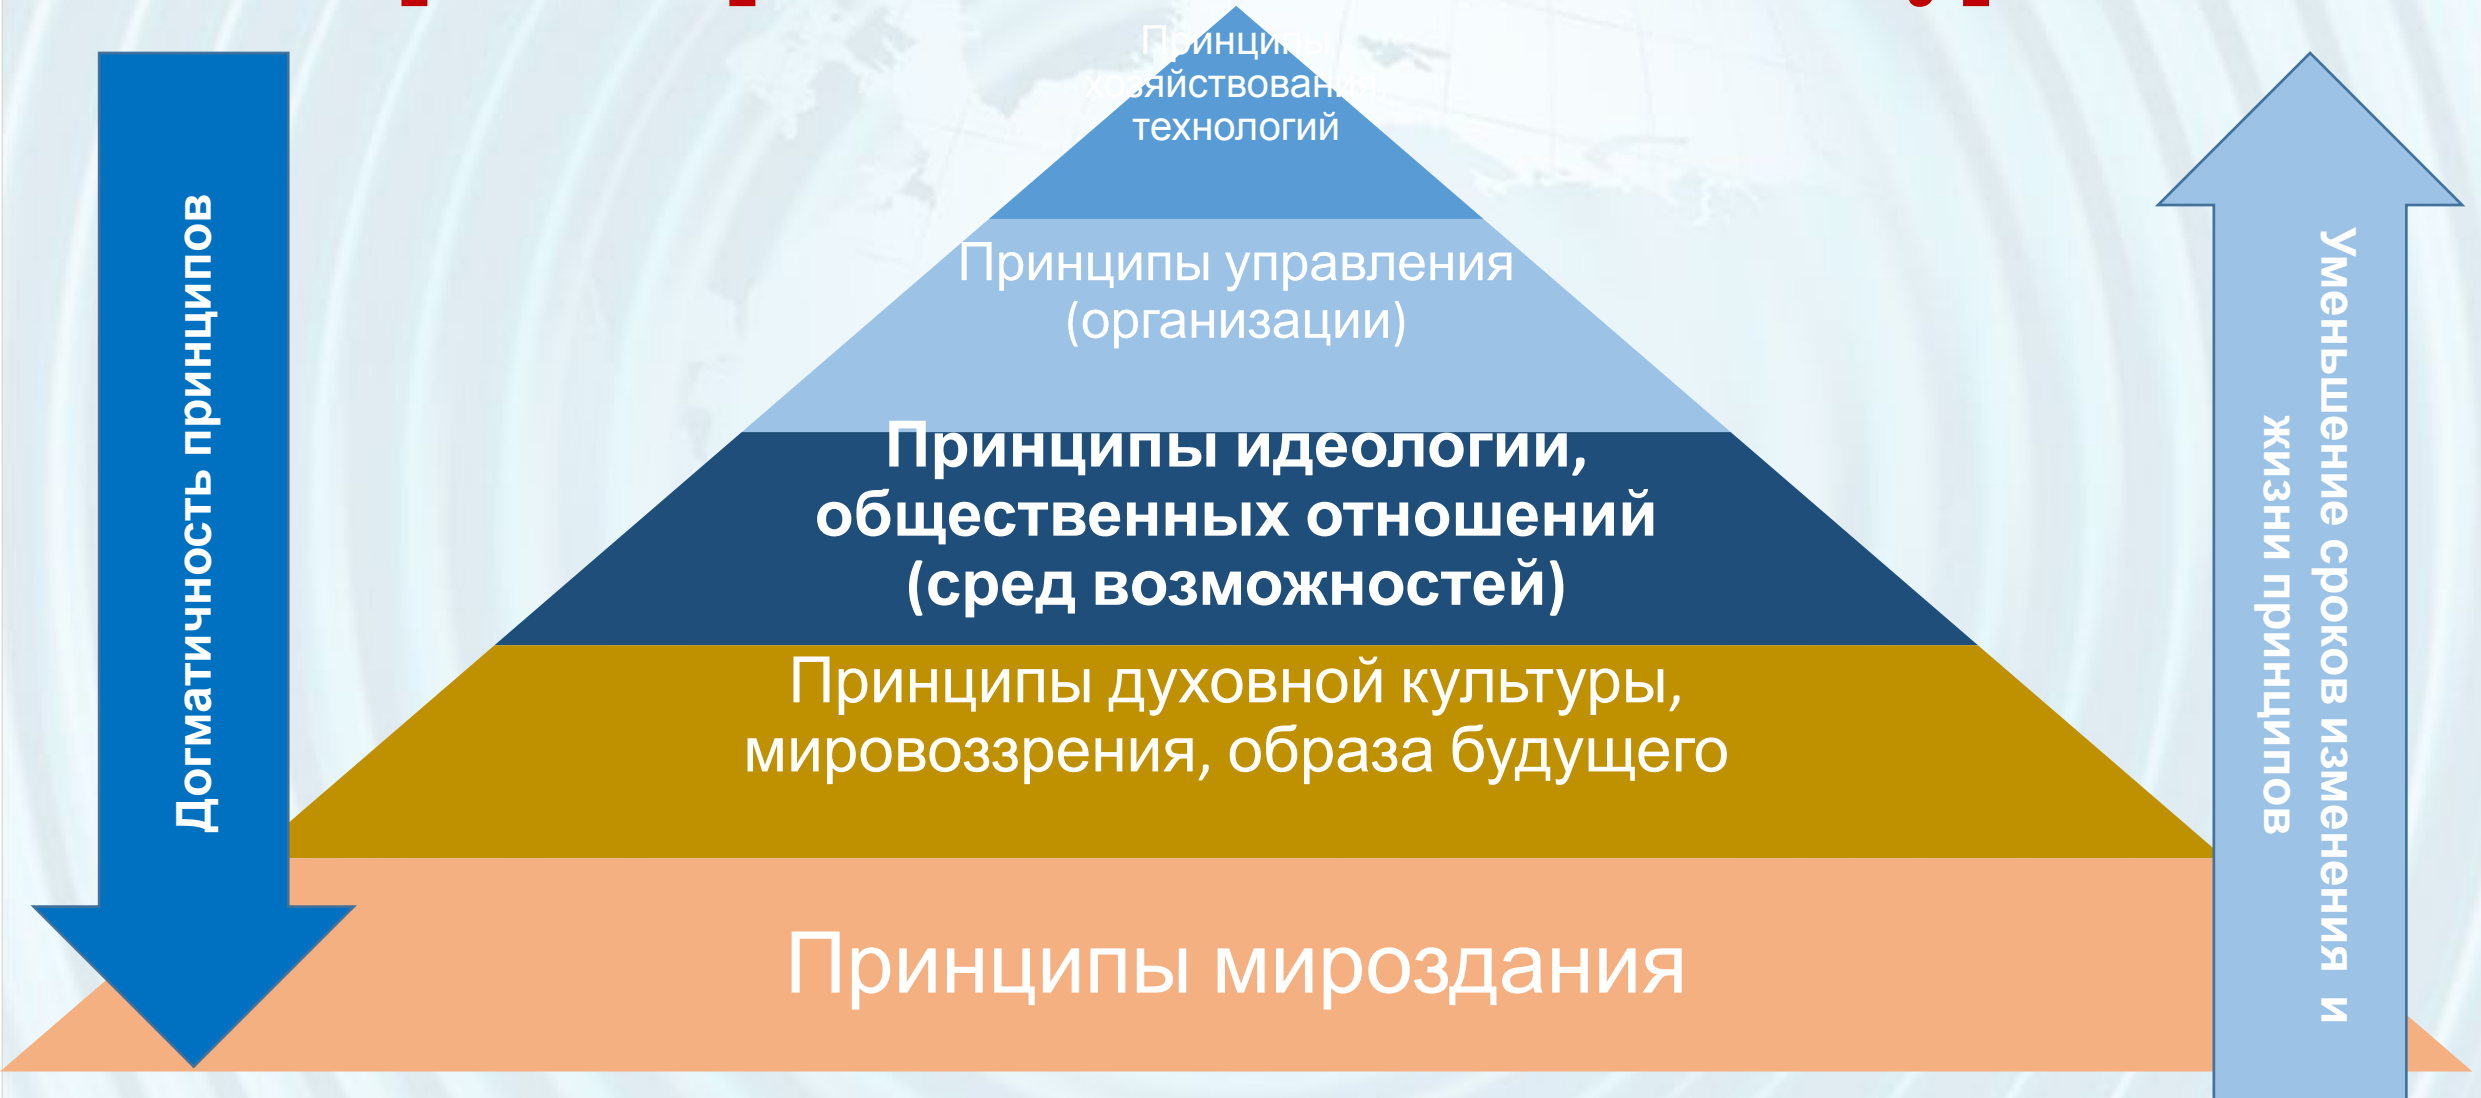 Принципы
хозяйствования,
технологий
Принципы управления
(организации)
Принципы идеологии,
общественных отношений
(сред возможностей)
Принципы духовной культуры,
мировоззрения, образа будущего
Принципы мироздания
Догматичность принципов
Уменьшение сроков изменения и
жизни принципов